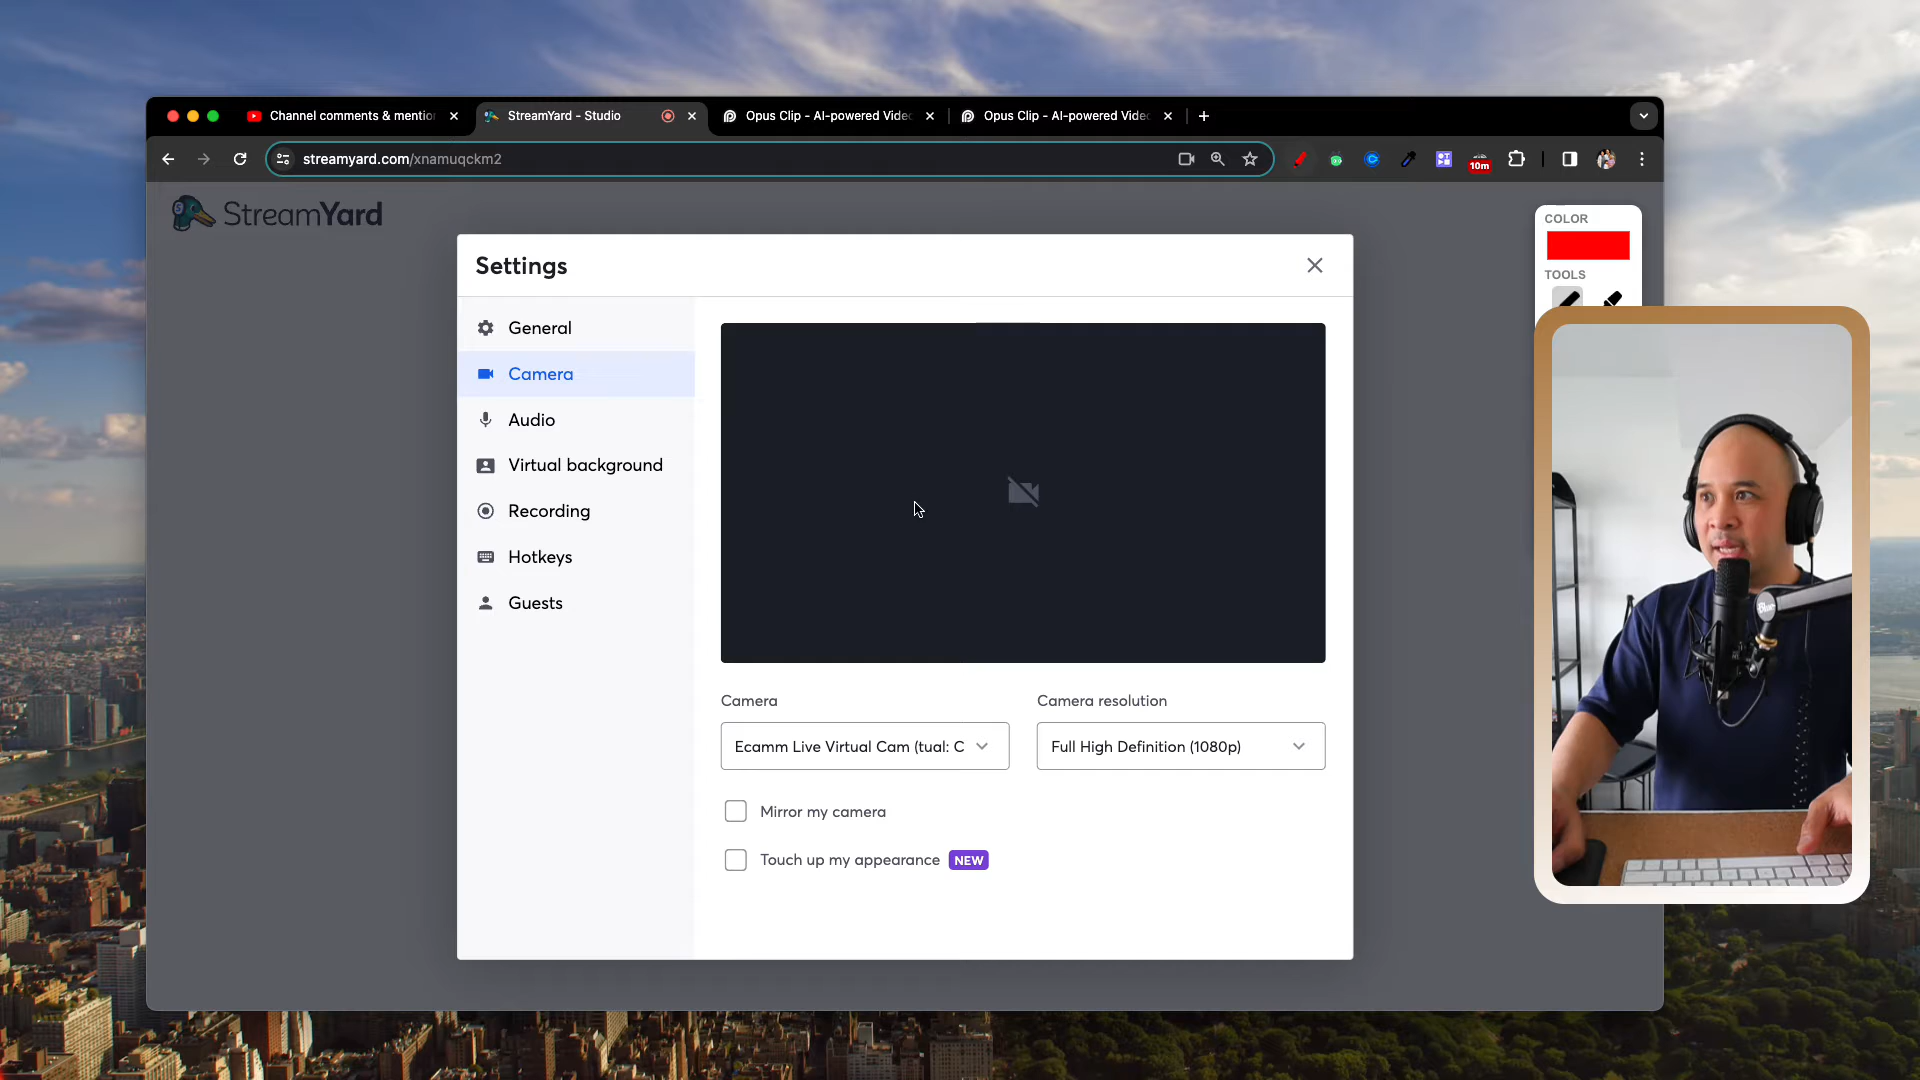 Channel comments & mentio
StreamYard - Studio
Opus Clip - AI-powered Vide
Opus Clip - AI-powered Vide
streamyard.com/xnamuqckm2
10m
StreamYard
COLOR
TOOLS
Settings
General
Camera
Audio
Virtual background
Recording
Hotkeys
Guests
Camera
Camera resolution
Ecamm Live Virtual Cam (tual: C
Full High Definition (1080p)
Mirror my camera
Touch up my appearance NEW
Blue